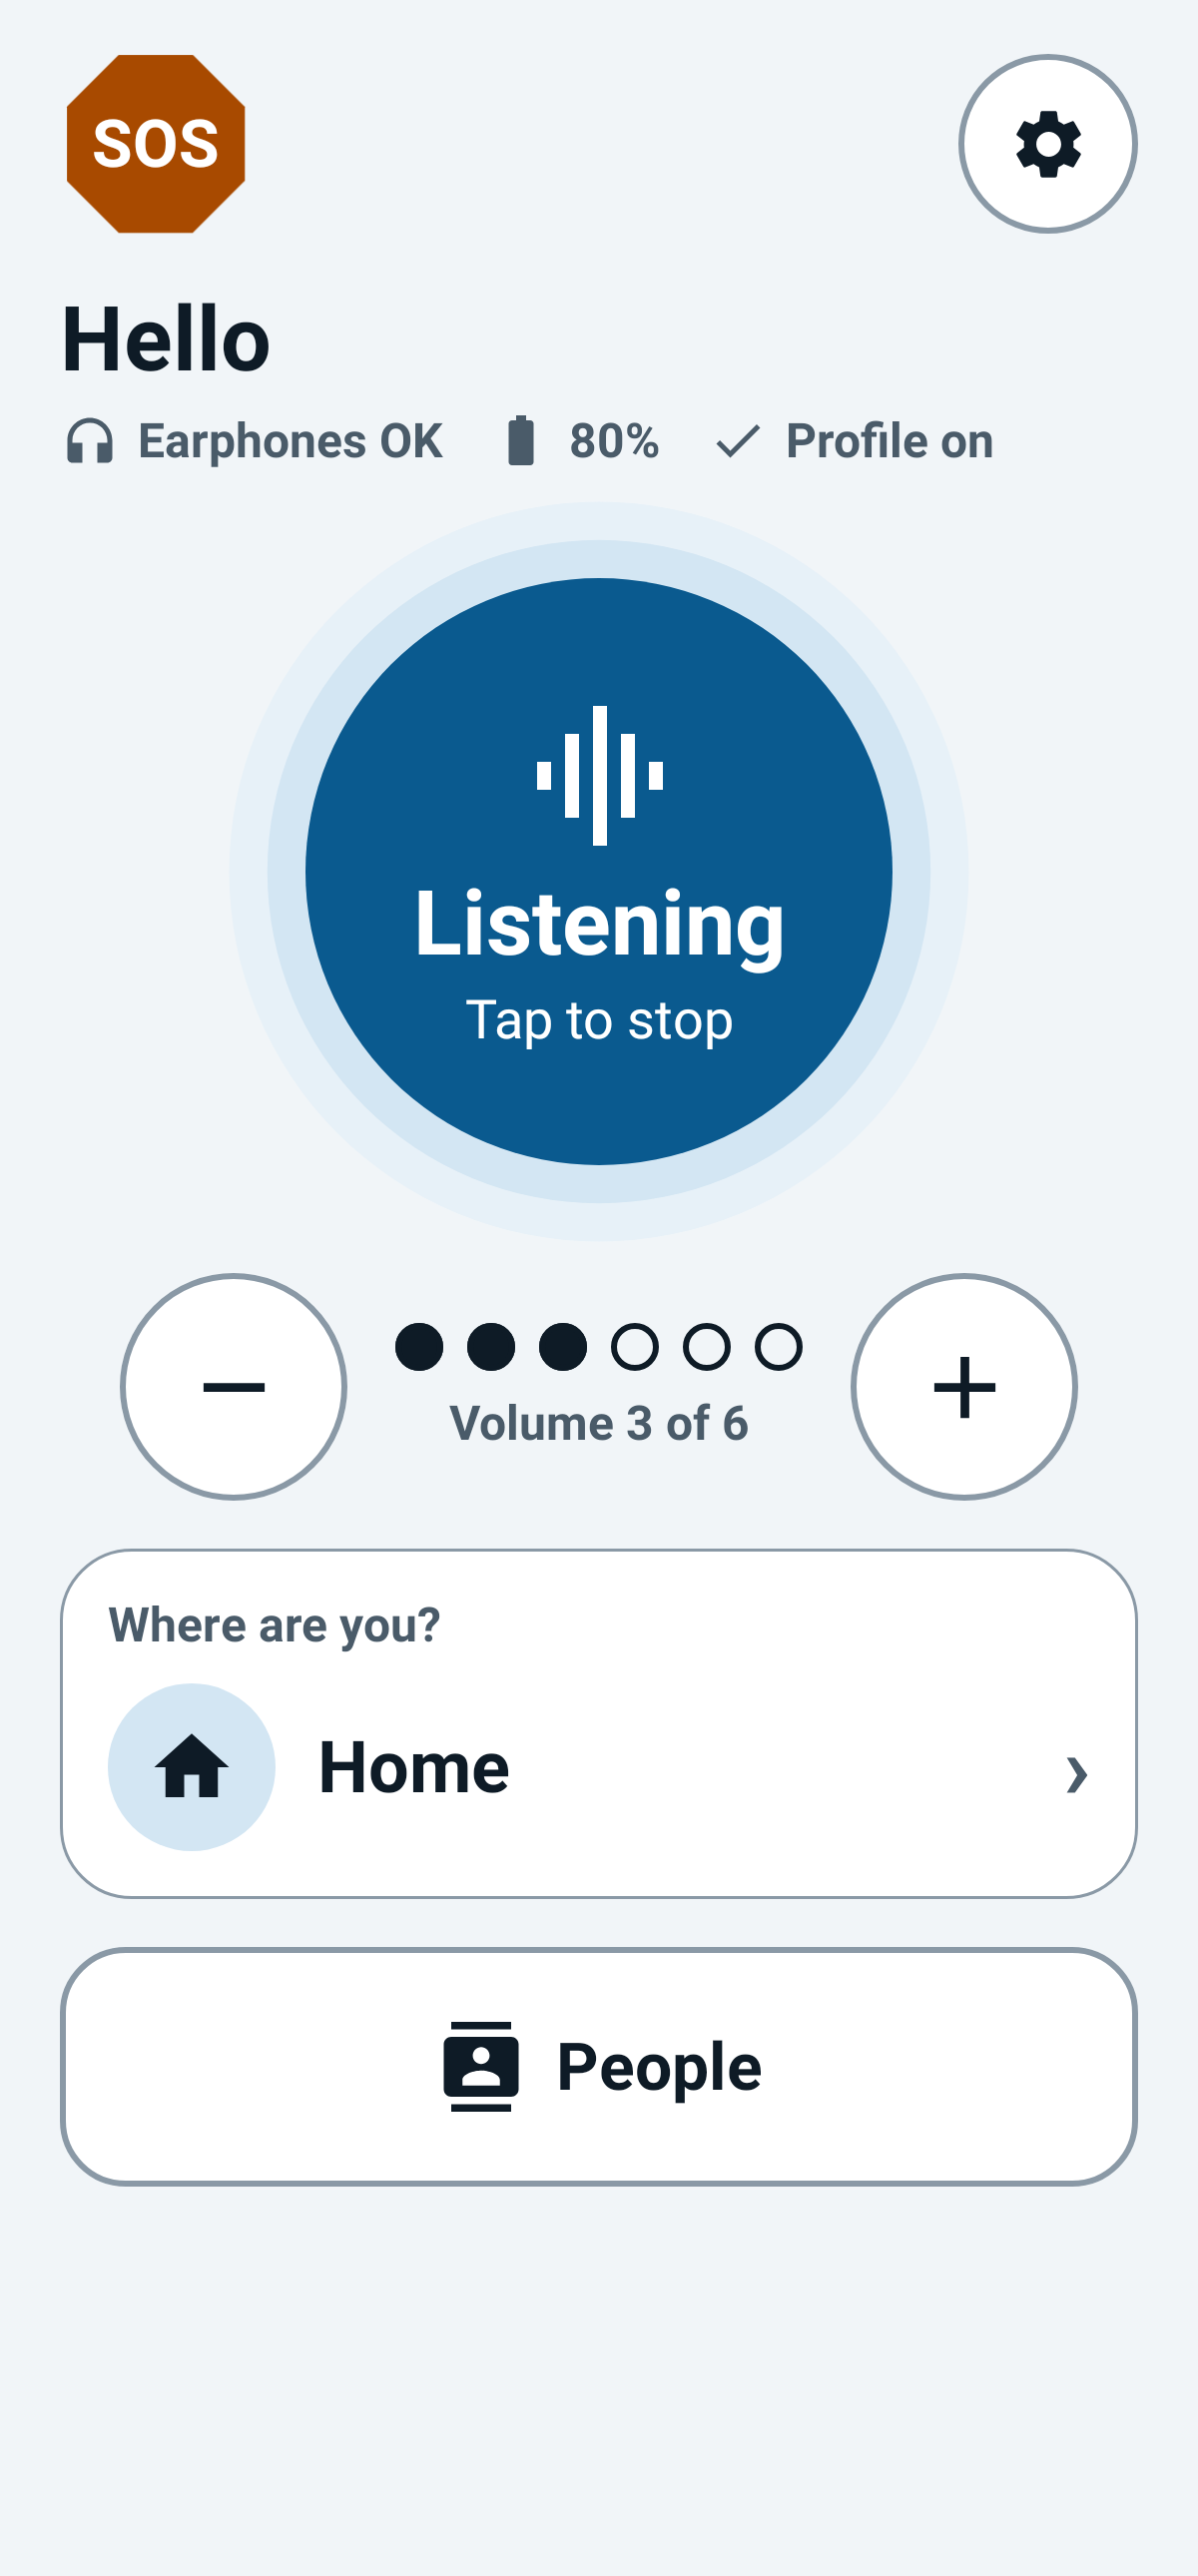 SOS
Hello
Earphones OK 80% Profile on
Listening
Tap to stop
Volume 3 of 6
Where are you?
Home
People